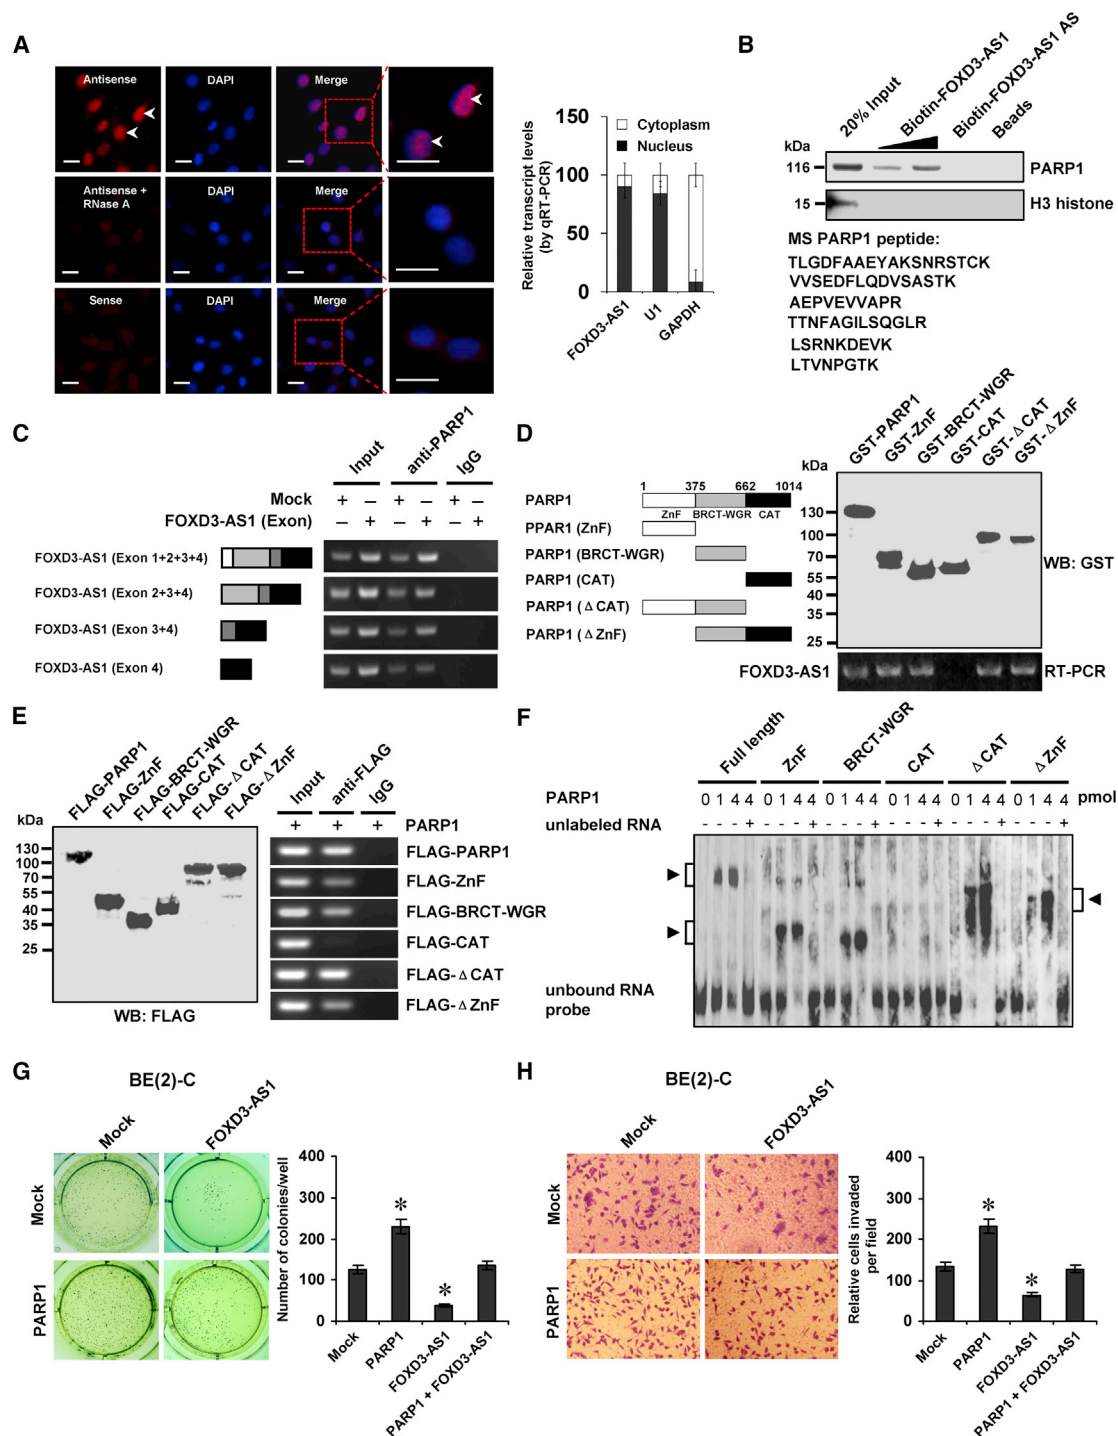 A
Antisense
DAPI
Merge
Antisense +
RNase A
DAPI
Merge
Sense
DAPI
Merge
Relative transcript levels
(by qRT-PCR)
150
100
50
0
Cytoplasm
Nucleus
FOXD3-AS1
U1
GAPDH
B
20% Input
Biotin-FOXD3-AS1
Biotin-FOXD3-AS1 AS
Beads
kDa
116
PARP1
15
H3 histone
MS PARP1 peptide:
TLGDFAAEYAKSNRSTCK
VVSEDFLQDVSASTK
AEPVEVVAPR
TTNFAGILSQGLR
LSRNKDEVK
LTVNPGTK
C
Input
anti-PARP1
IgG
Mock + – + – + –
FOXD3-AS1 (Exon) – + – + – +
FOXD3-AS1 (Exon 1+2+3+4)
FOXD3-AS1 (Exon 2+3+4)
FOXD3-AS1 (Exon 3+4)
FOXD3-AS1 (Exon 4)
D
1 375 662 1014
PARP1
ZnF BRCT-WGR CAT
PPAR1 (ZnF)
PARP1 (BRCT-WGR)
PARP1 (CAT)
PARP1 (ΔCAT)
PARP1 (ΔZnF)
GST-PARP1
GST-ZnF
GST-BRCT-WGR
GST-CAT
GST-ΔCAT
GST-ΔZnF
kDa
130
100
70
55
40
35
25
WB: GST
FOXD3-AS1
RT-PCR
E
FLAG-PARP1
FLAG-ZnF
FLAG-BRCT-WGR
FLAG-CAT
FLAG-ΔCAT
FLAG-ΔZnF
kDa
130
100
70
55
40
35
25
WB: FLAG
Input
anti-FLAG
IgG
+ + + PARP1
FLAG-PARP1
FLAG-ZnF
FLAG-BRCT-WGR
FLAG-CAT
FLAG-ΔCAT
FLAG-ΔZnF
F
Full length
ZnF
BRCT-WGR
CAT
ΔCAT
ΔZnF
PARP1 0 1 4 4 0 1 4 4 0 1 4 4 0 1 4 4 0 1 4 4 0 1 4 4 pmol
unlabeled RNA - - - + - - - + - - - + - - - + - - - + - - - +
unbound RNA
probe
G
BE(2)-C
Mock
FOXD3-AS1
Mock
PARP1
Number of colonies/well
400
300
200
100
0
*
*
Mock
PARP1
FOXD3-AS1
PARP1 + FOXD3-AS1
H
BE(2)-C
Mock
FOXD3-AS1
Mock
PARP1
Relative cells invaded
per field
400
300
200
100
0
*
*
Mock
PARP1
FOXD3-AS1
PARP1 + FOXD3-AS1